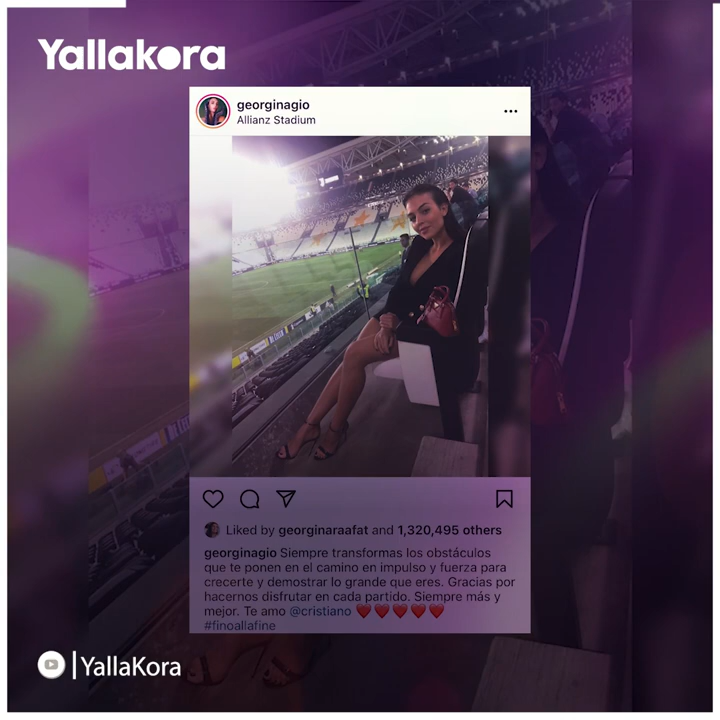 Yallakora
georginagio
Allianz Stadium
Liked by georginaraafat and 1,320,495 others
georginagio Siempre transformas los obstáculos
que te ponen en el camino en impulso y fuerza para
crecerte y demostrar lo grande que eres. Gracias por
hacernos disfrutar en cada partido. Siempre más y
mejor. Te amo @cristiano ❤️❤️❤️❤️❤️
#finoallafine
YallaKora